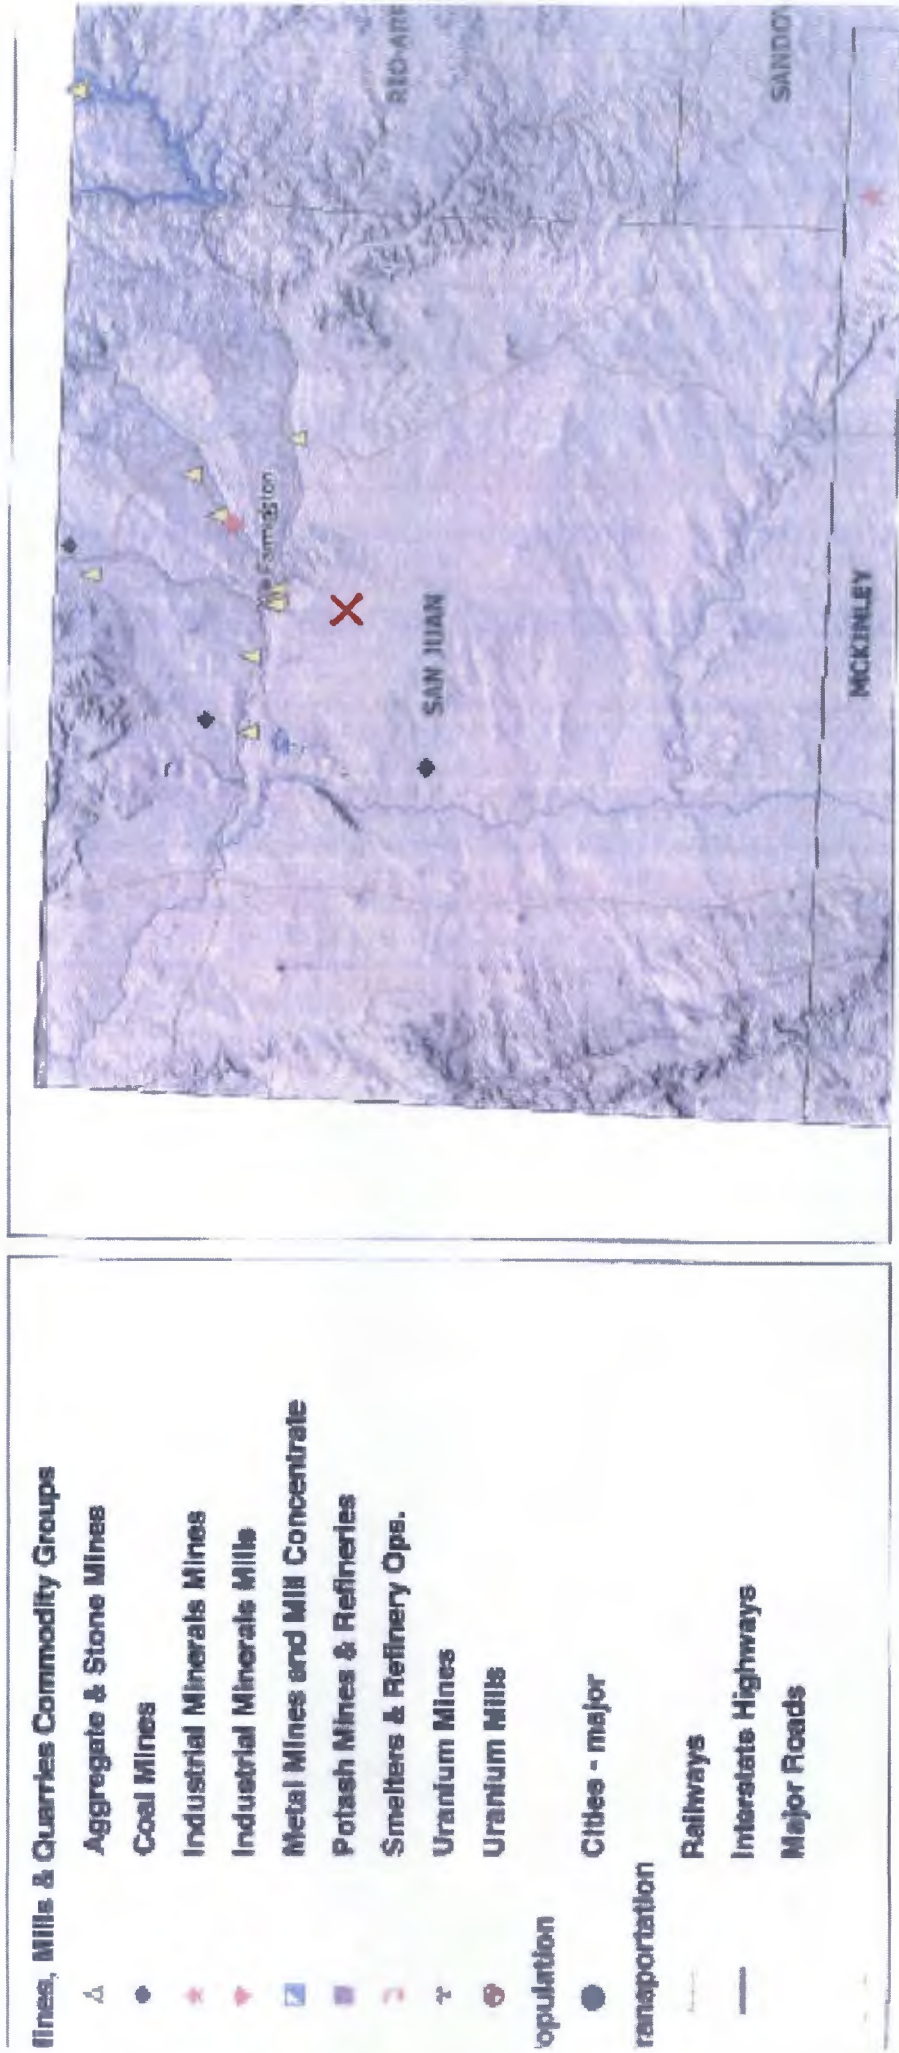 lines, Mills & Quarries Commodity Groups
Aggregate & Stone Mines
Coal Mines
Industrial Minerals Mines
Industrial Minerals Mills
Metal Mines and Mill Concentrate
Potash Mines & Refineries
Smelters & Refinery Ops.
Uranium Mines
Uranium Mills
opulation
Cities - major
ransportation
Railways
Interstate Highways
Major Roads
Farmington
SAN JUAN
MCKINLEY
RIO ARR
SANDOV